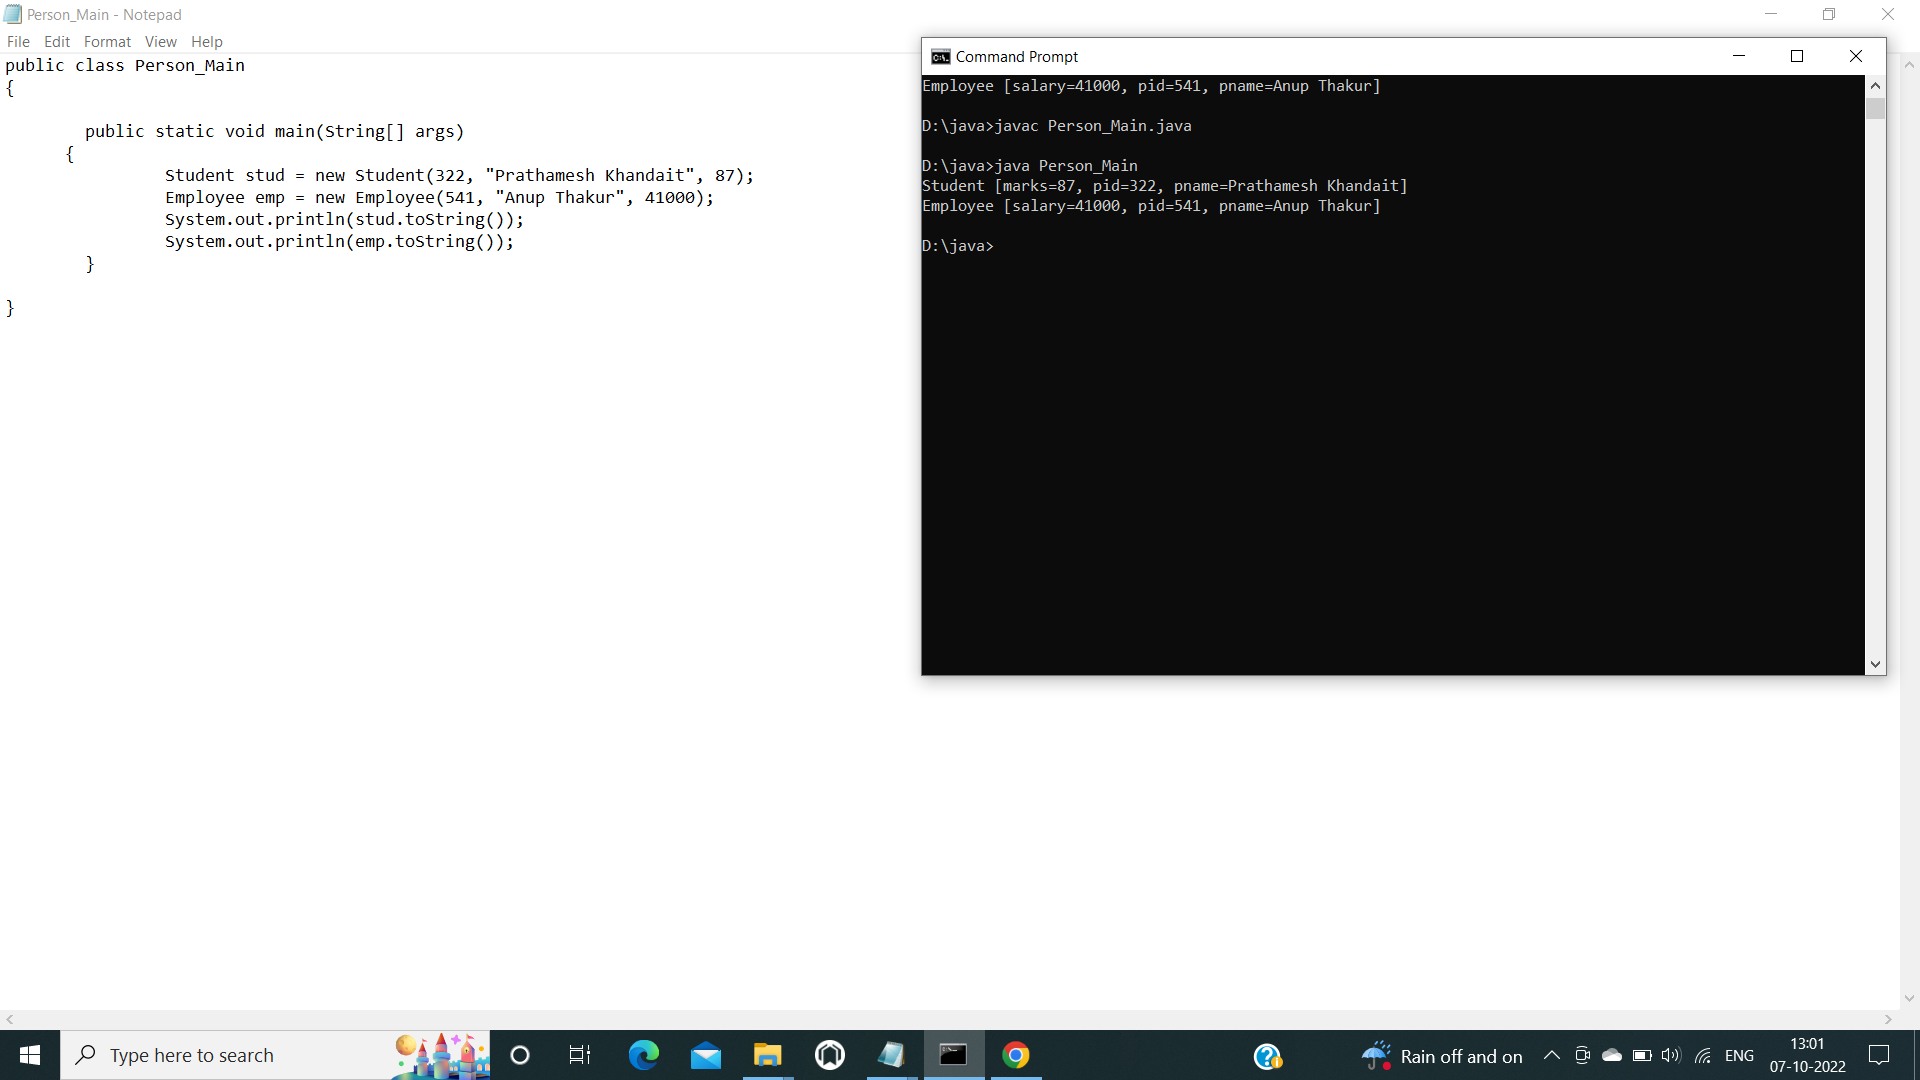 Person_Main - Notepad
File Edit Format View Help
public class Person_Main
{
public static void main(String[] args)
{
Student stud = new Student(322, "Prathamesh Khandait", 87);
Employee emp = new Employee(541, "Anup Thakur", 41000);
System.out.println(stud.toString());
System.out.println(emp.toString());
}
}
Command Prompt
Employee [salary=41000, pid=541, pname=Anup Thakur]
D:\java>javac Person_Main.java
D:\java>java Person_Main
Student [marks=87, pid=322, pname=Prathamesh Khandait]
Employee [salary=41000, pid=541, pname=Anup Thakur]
D:\java>
Type here to search
Rain off and on
ENG
13:01
07-10-2022